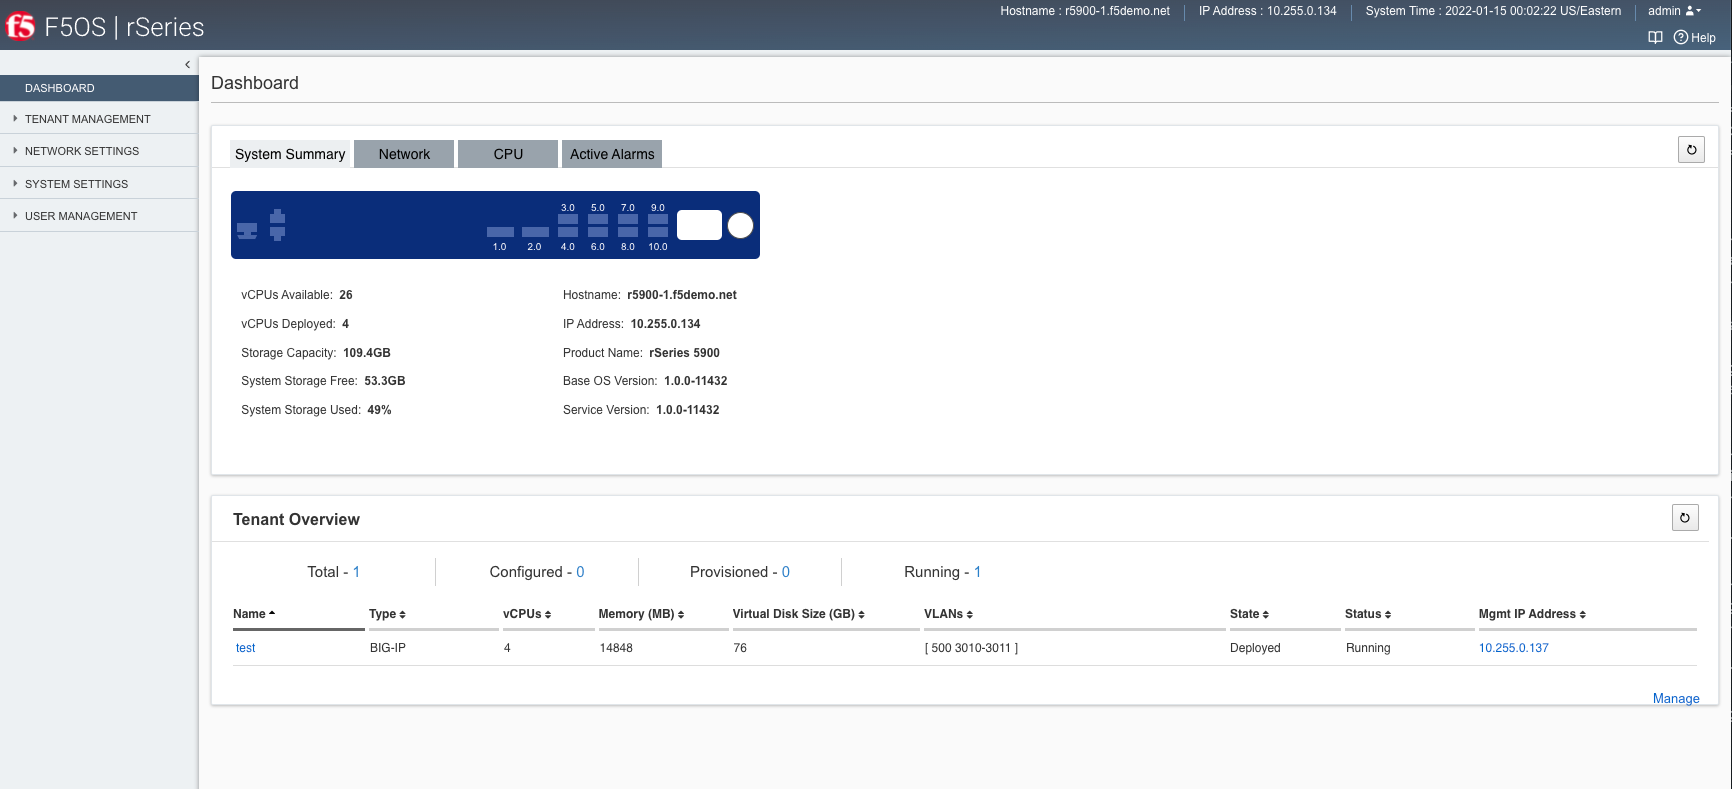 Hostname : r5900-1.f5demo.net IP Address : 10.255.0.134 System Time : 2022-01-15 00:02:22 US/Eastern admin
f5 F5OS | rSeries
Help
DASHBOARD
TENANT MANAGEMENT
NETWORK SETTINGS
SYSTEM SETTINGS
USER MANAGEMENT
Dashboard
System Summary Network CPU Active Alarms
3.0 5.0 7.0 9.0
1.0 2.0 4.0 6.0 8.0 10.0
vCPUs Available: 26 Hostname: r5900-1.f5demo.net
vCPUs Deployed: 4 IP Address: 10.255.0.134
Storage Capacity: 109.4GB Product Name: rSeries 5900
System Storage Free: 53.3GB Base OS Version: 1.0.0-11432
System Storage Used: 49% Service Version: 1.0.0-11432
Tenant Overview
Total - 1 Configured - 0 Provisioned - 0 Running - 1
Name Type vCPUs Memory (MB) Virtual Disk Size (GB) VLANs State Status Mgmt IP Address
test BIG-IP 4 14848 76 [ 500 3010-3011 ] Deployed Running 10.255.0.137
Manage